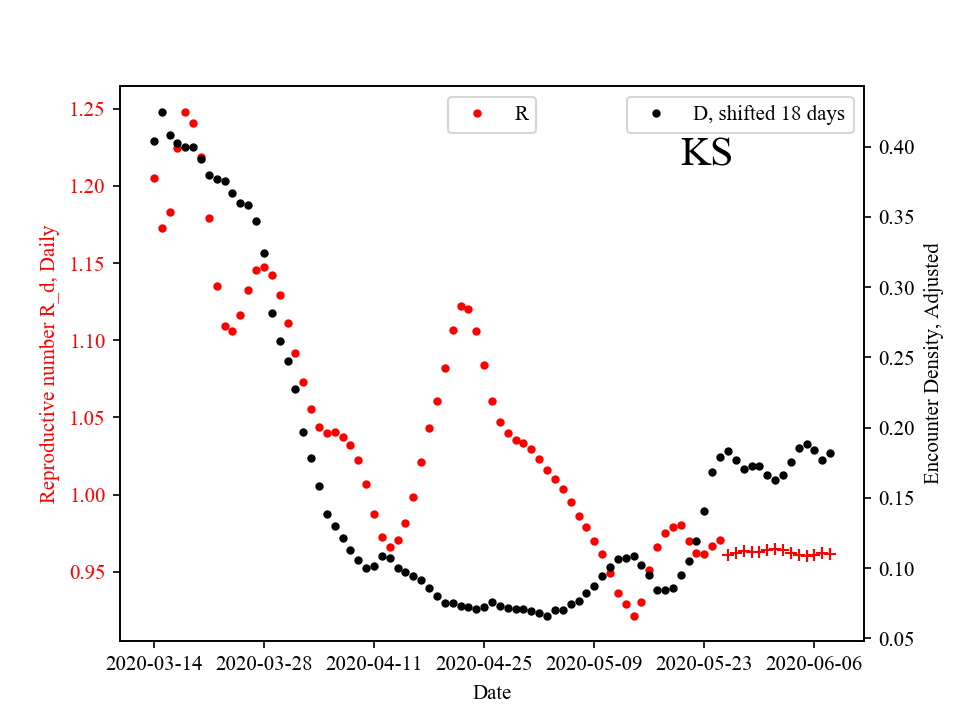 R
D, shifted 18 days
KS
1.25
1.20
1.15
1.10
1.05
1.00
0.95
Reproductive number R_d, Daily
0.40
0.35
0.30
0.25
0.20
0.15
0.10
0.05
Encounter Density, Adjusted
2020-03-14 2020-03-28 2020-04-11 2020-04-25 2020-05-09 2020-05-23 2020-06-06
Date